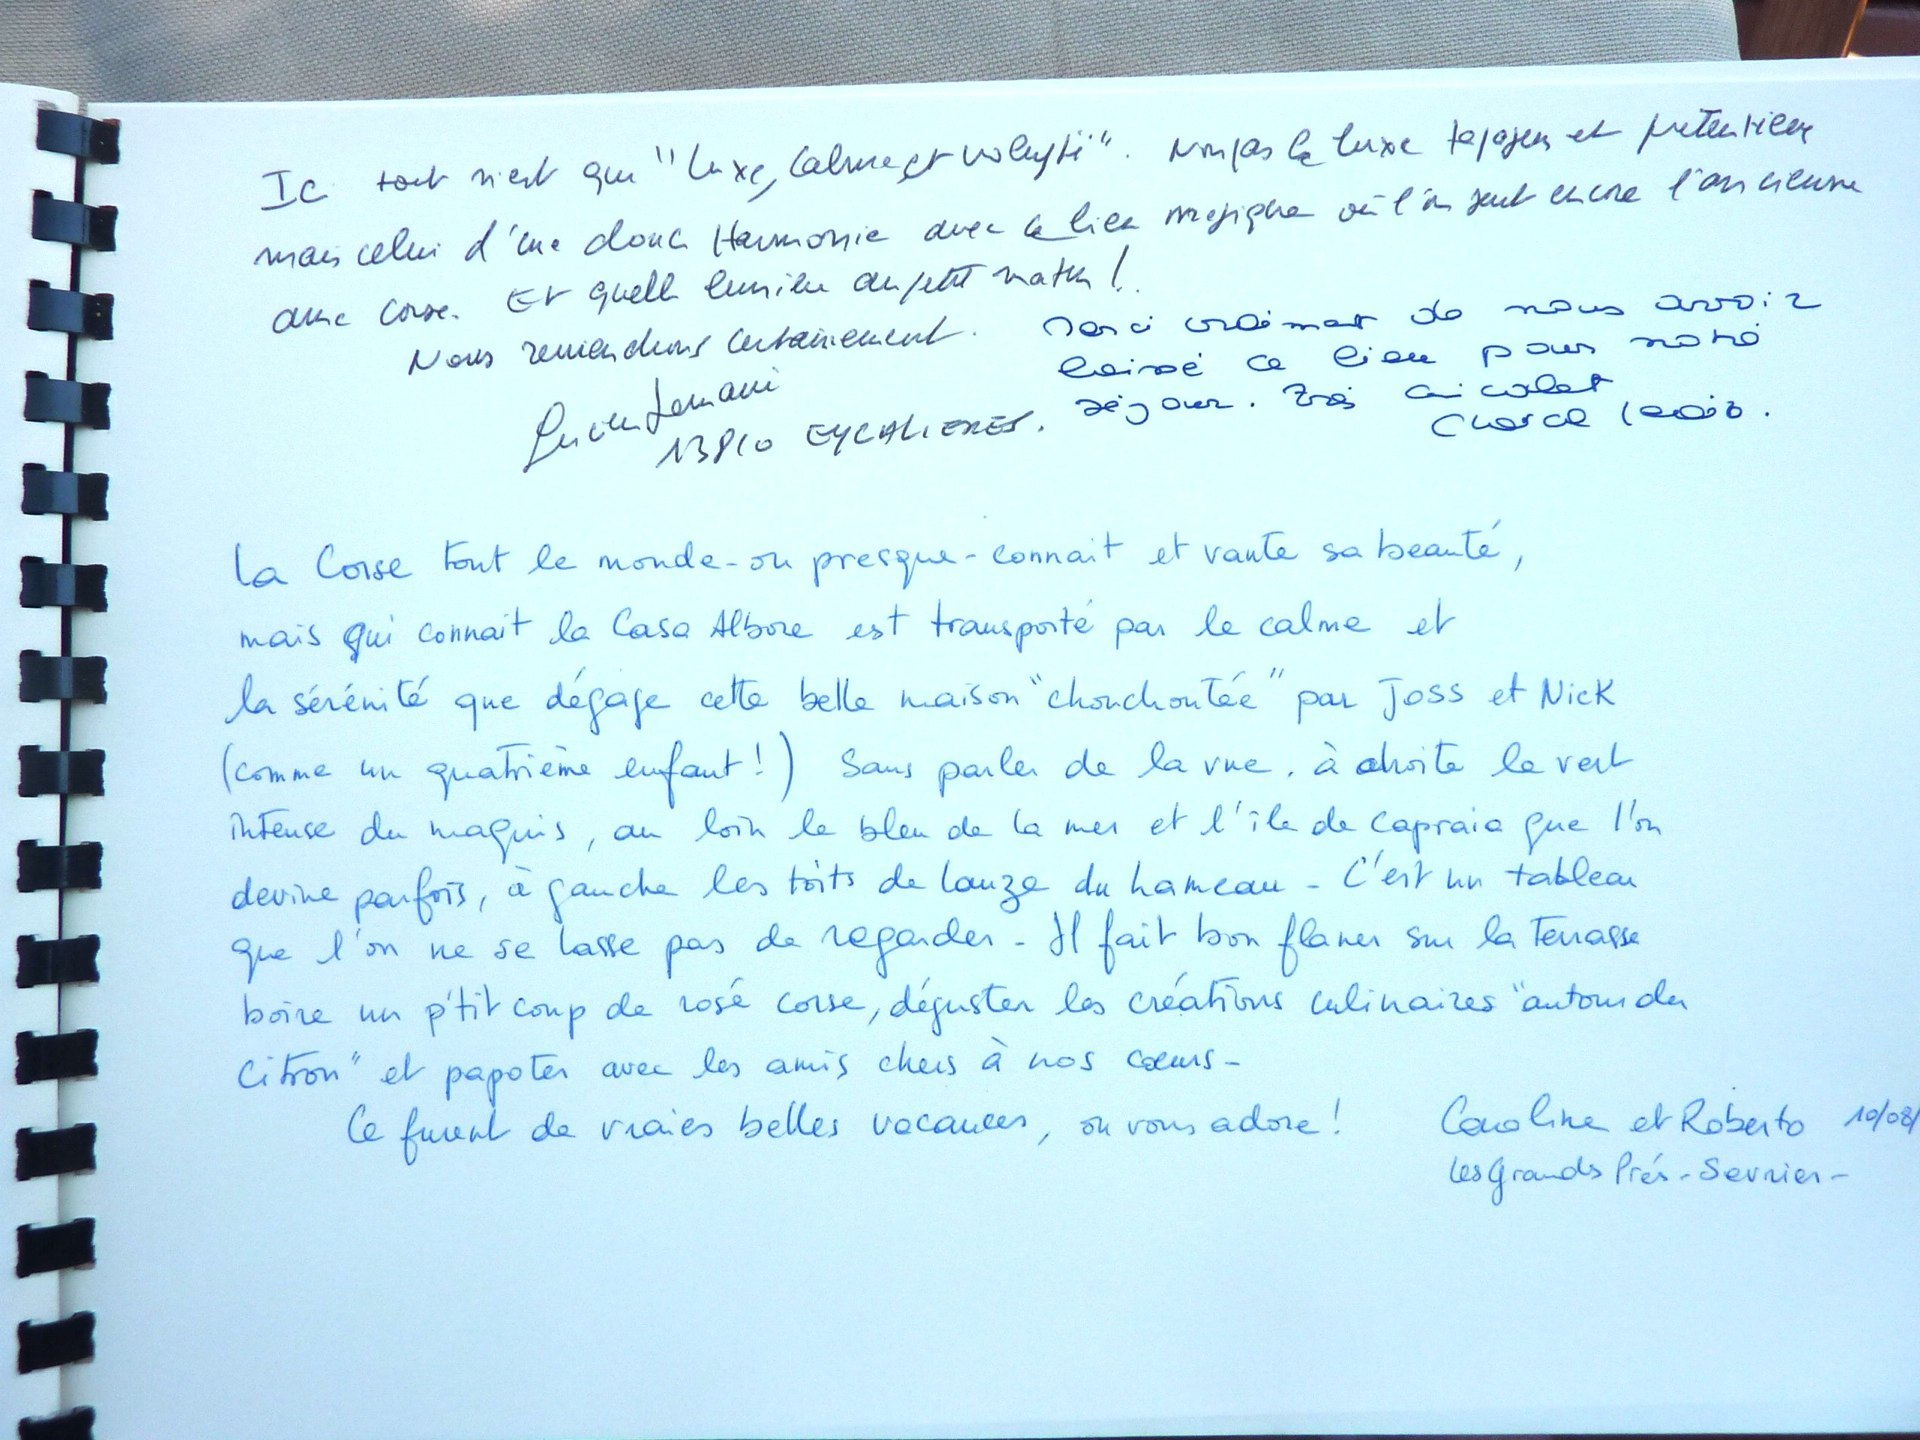 Ici tout n'est que "luxe, calme et volupté". Non pas le luxe tapageur et prétentieux
mais celui d'une douce Harmonie avec ce lieu magique où l'on sent encore l'ancienne
âme corse. Et quelle lumière au petit matin !
Nous reviendrons certainement.
13810 EYGALIERES.
Merci vraiment de nous avoir
laissé ce lieu pour notre
séjour. Très
La Corse tout le monde - ou presque - connait et vante sa beauté,
mais qui connait la Casa Albore est transporté par le calme et
la sérénité que dégage cette belle maison "chouchoutée" par Joss et Nick
(comme un quatrième enfant !) Sans parler de la vue. à droite le vert
intense du maquis, au loin le bleu de la mer et l'île de Capraia que l'on
devine parfois, à gauche les toits de lauze du hameau - C'est un tableau
que l'on ne se lasse pas de regarder - Il fait bon flaner sur la terrasse
boire un p'tit coup de rosé corse, déguster les créations culinaires "autour du
citron" et papoter avec les amis chers à nos cœurs -
Ce furent de vraies belles vacances, on vous adore !
Caroline et Roberto 10/08/
Les Grands Prés - Sevrier -